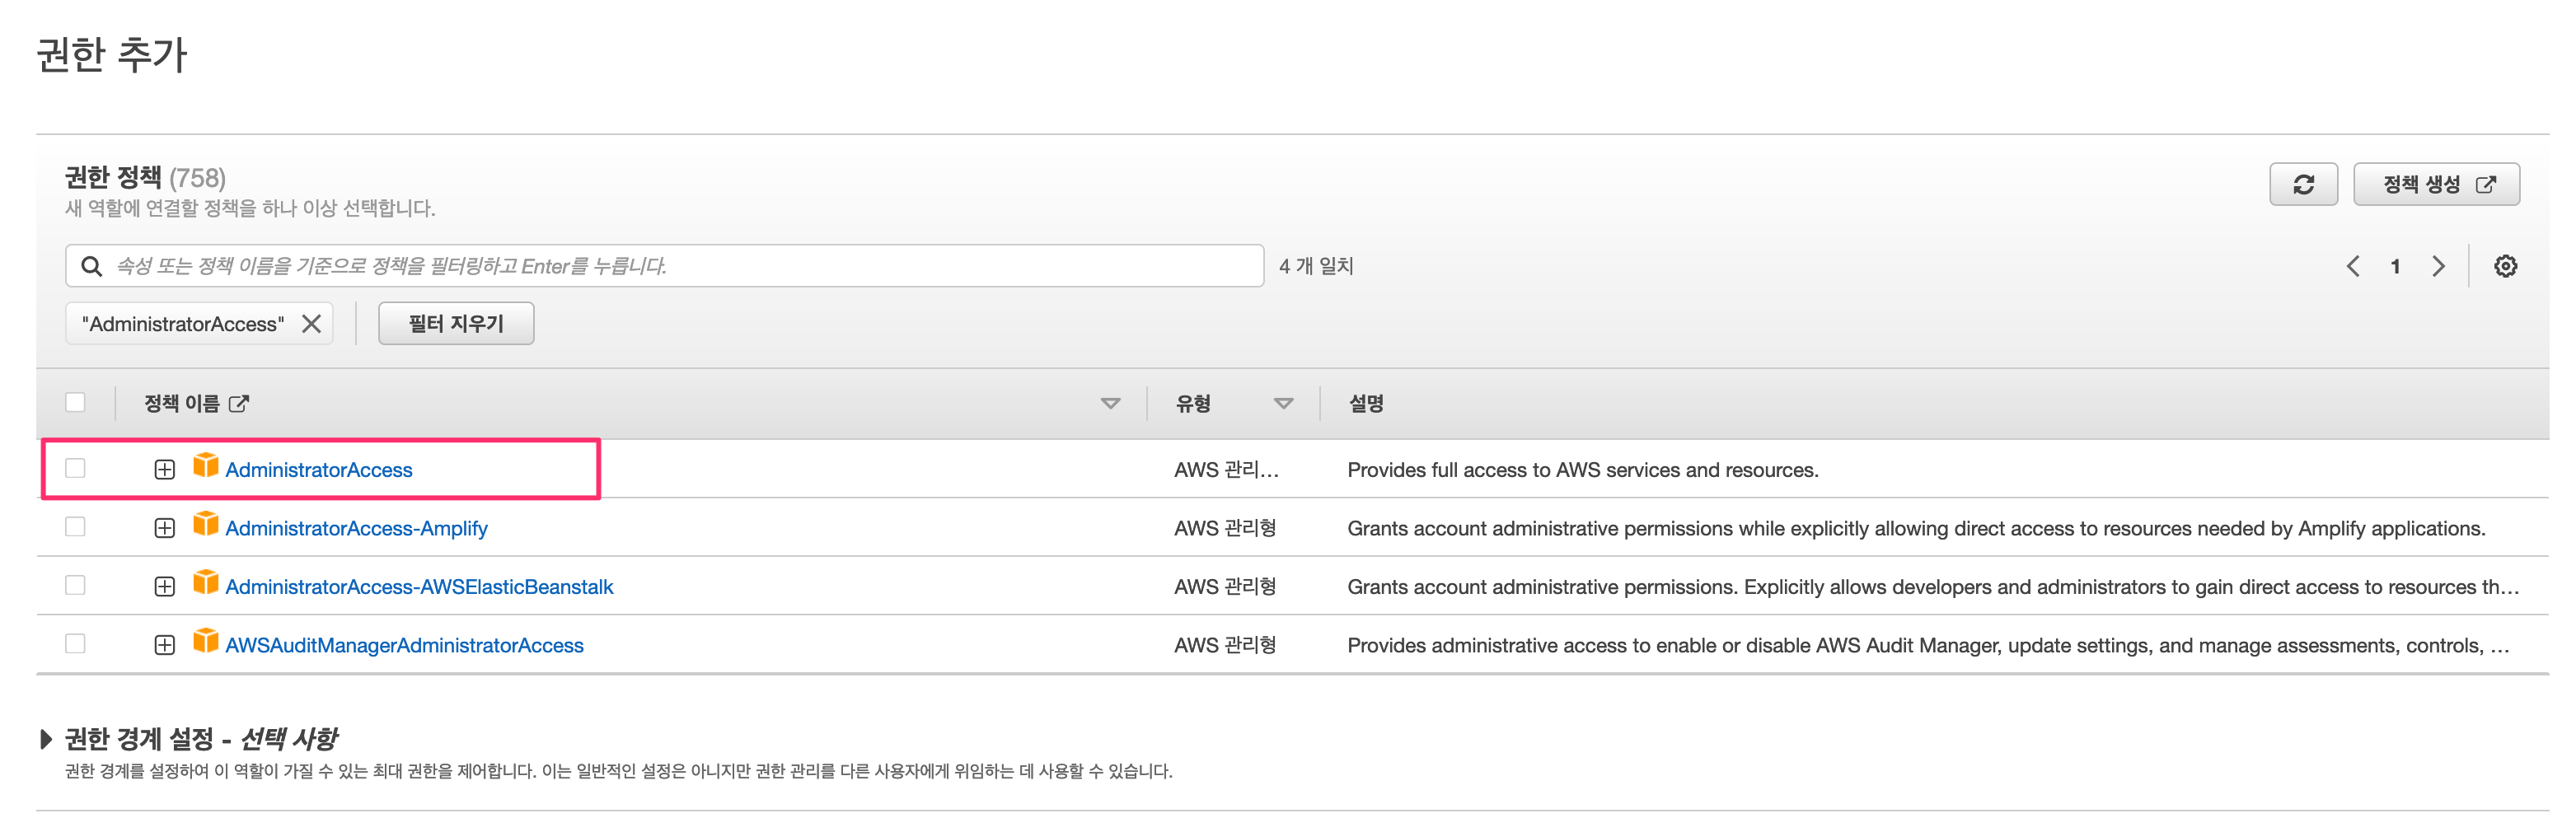 권한 추가
권한 정책 (758)
새 역할에 연결할 정책을 하나 이상 선택합니다.
정책 생성
속성 또는 정책 이름을 기준으로 정책을 필터링하고 Enter를 누릅니다.
4 개 일치
1
"AdministratorAccess"
필터 지우기
정책 이름 유형 설명
AdministratorAccess AWS 관리... Provides full access to AWS services and resources.
AdministratorAccess-Amplify AWS 관리형 Grants account administrative permissions while explicitly allowing direct access to resources needed by Amplify applications.
AdministratorAccess-AWSElasticBeanstalk AWS 관리형 Grants account administrative permissions. Explicitly allows developers and administrators to gain direct access to resources th...
AWSAuditManagerAdministratorAccess AWS 관리형 Provides administrative access to enable or disable AWS Audit Manager, update settings, and manage assessments, controls, ...
권한 경계 설정 - 선택 사항
권한 경계를 설정하여 이 역할이 가질 수 있는 최대 권한을 제어합니다. 이는 일반적인 설정은 아니지만 권한 관리를 다른 사용자에게 위임하는 데 사용할 수 있습니다.